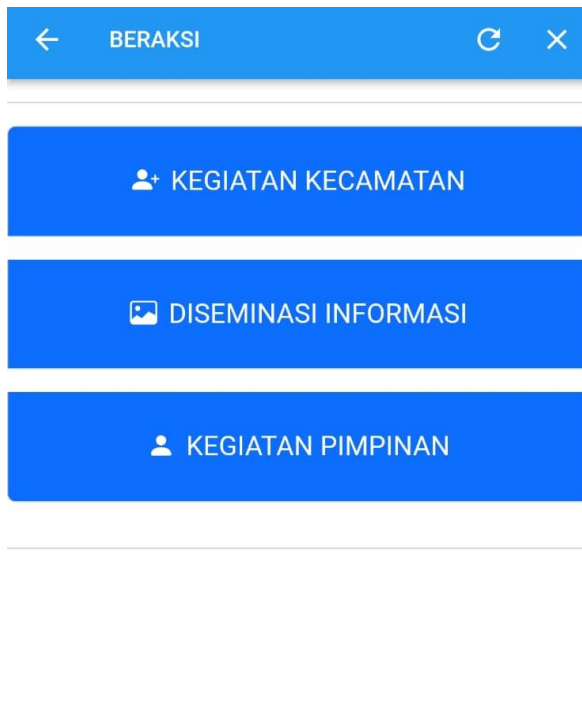 BERAKSI
KEGIATAN KECAMATAN
DISEMINASI INFORMASI
KEGIATAN PIMPINAN